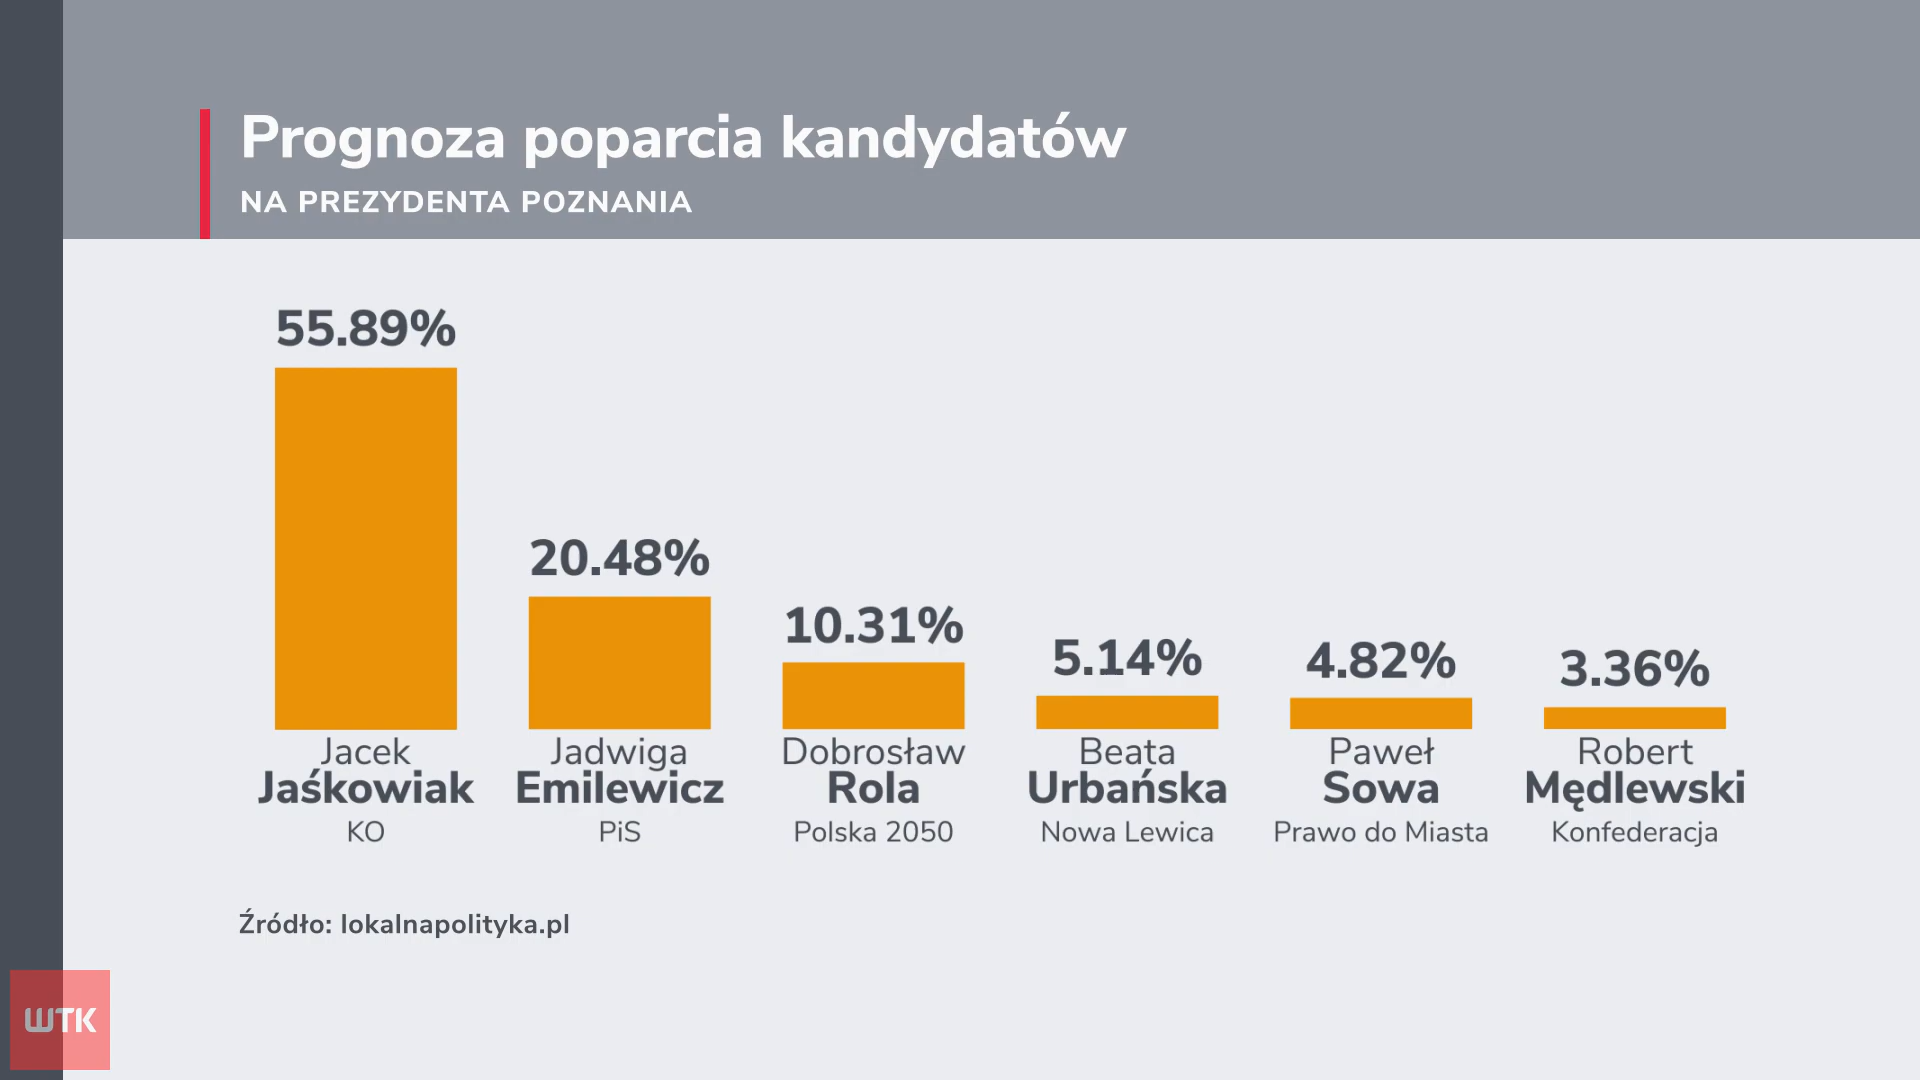 Prognoza poparcia kandydatów
NA PREZYDENTA POZNANIA
55.89%
20.48%
10.31%
5.14%
4.82%
3.36%
Jacek
Jaśkowiak
KO
Jadwiga
Emilewicz
PiS
Dobrosław
Rola
Polska 2050
Beata
Urbańska
Nowa Lewica
Paweł
Sowa
Prawo do Miasta
Robert
Mędlewski
Konfederacja
Źródło: lokalnapolityka.pl
WTK